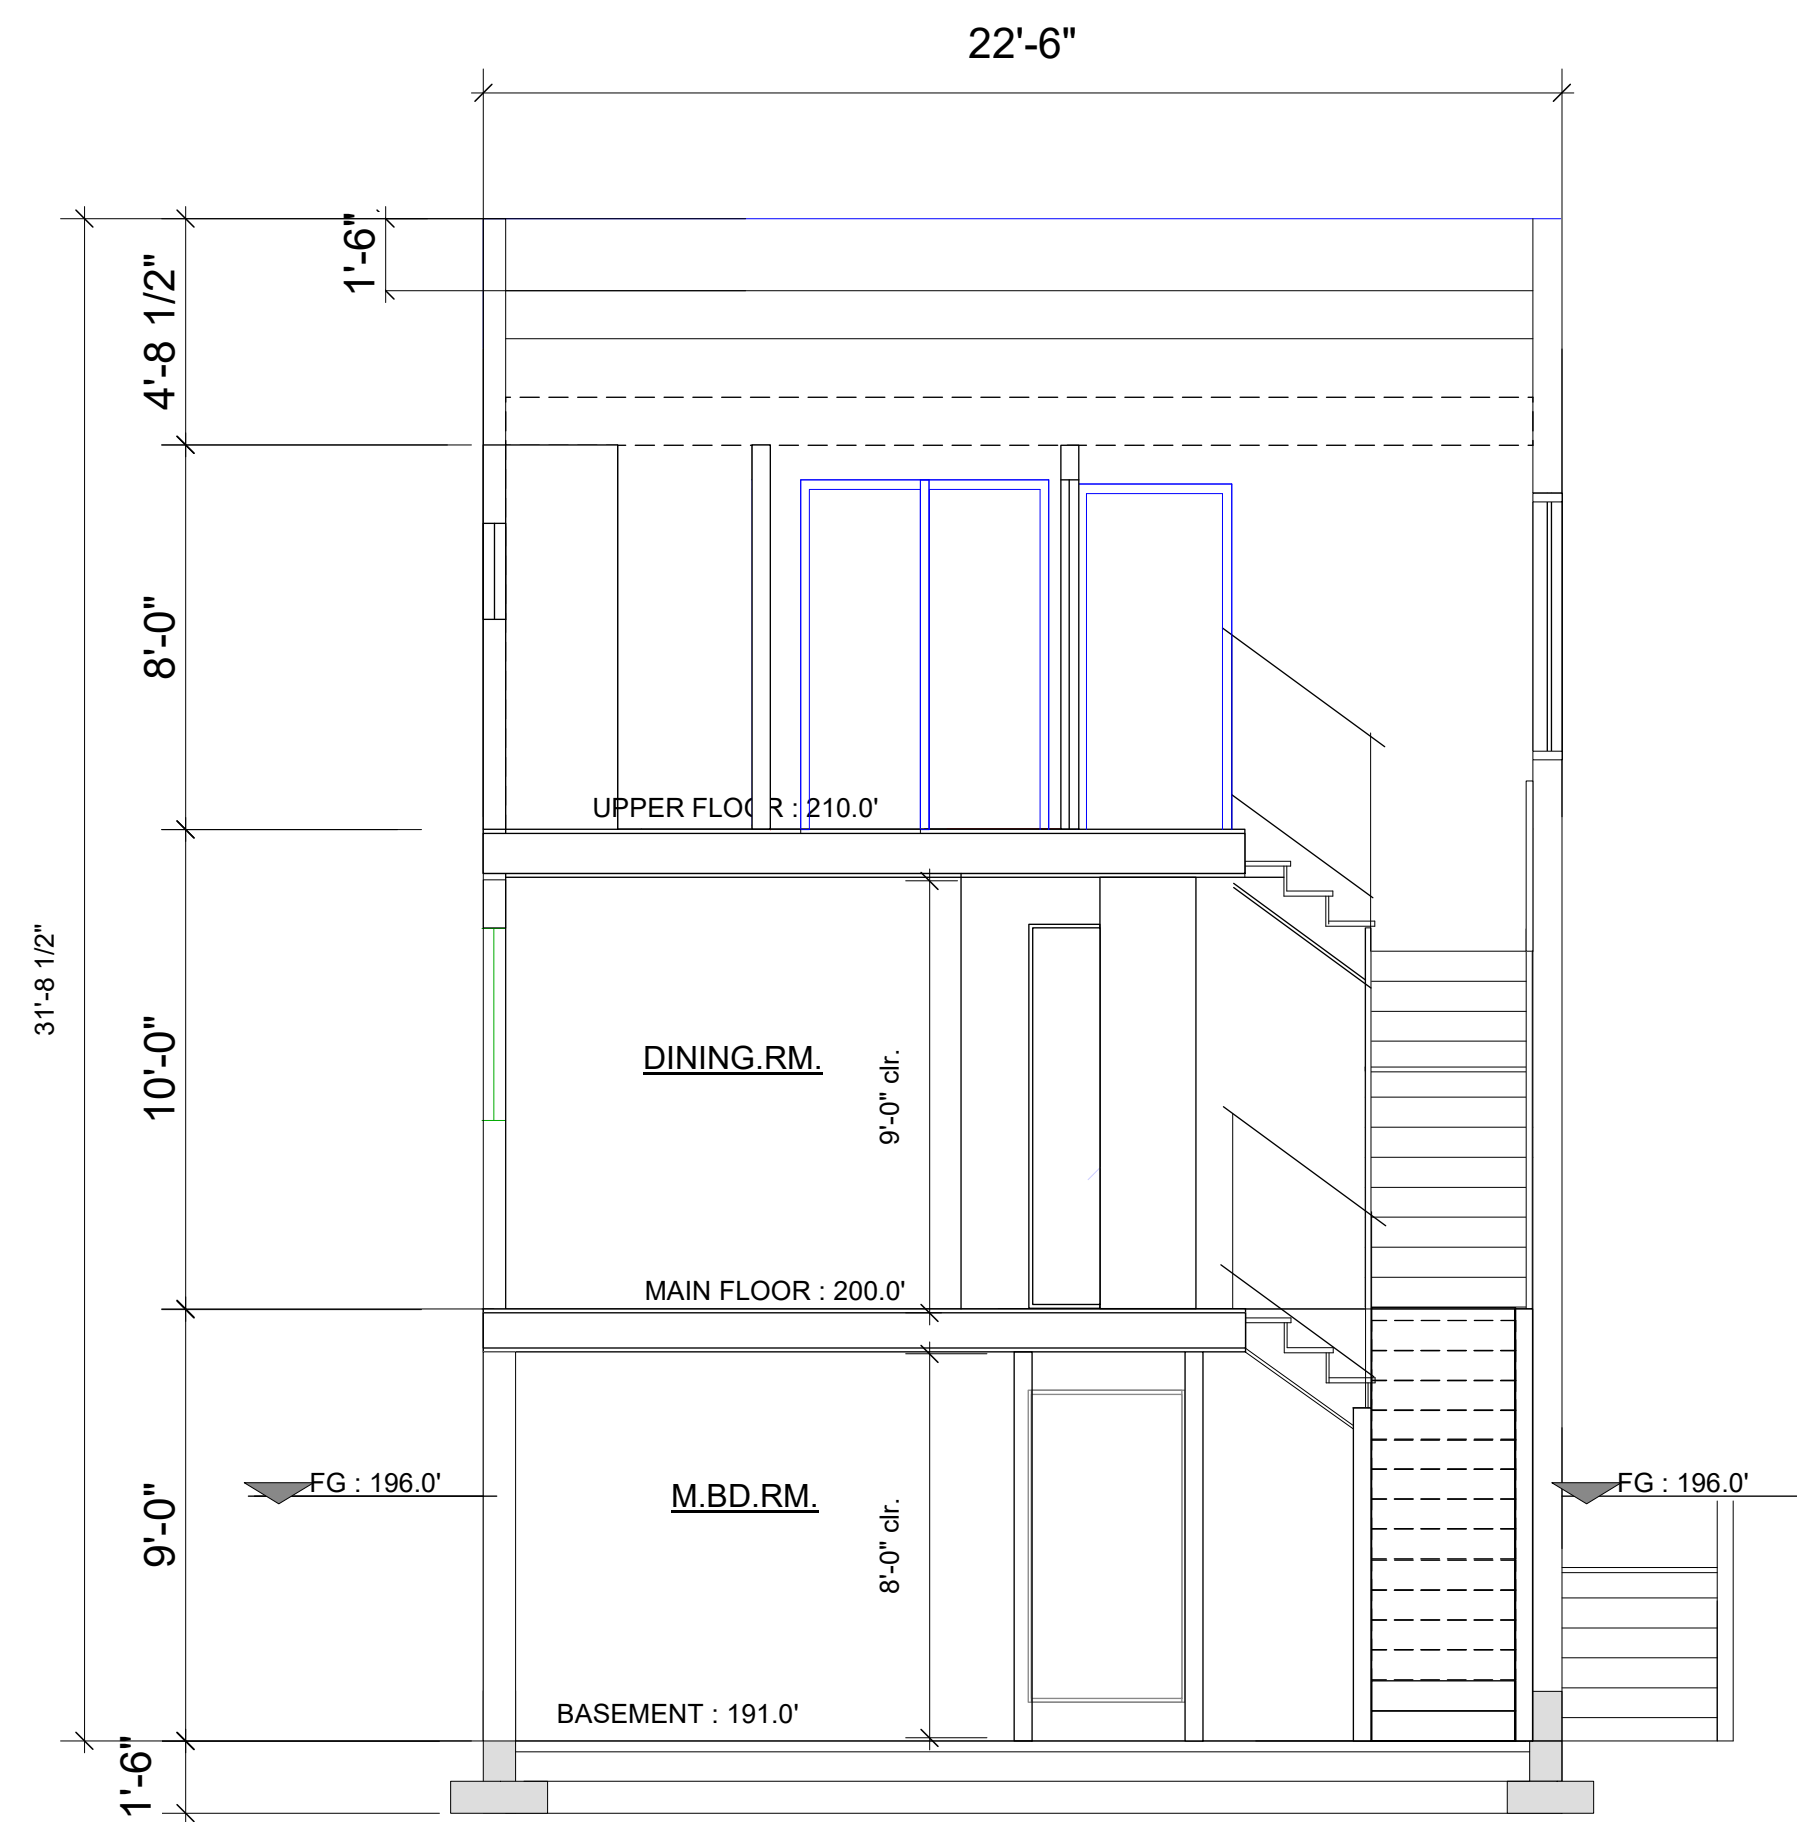 22'-6"
1'-6"
4'-8 1/2"
8'-0"
UPPER FLOOR : 210.0'
31'-8 1/2"
10'-0"
DINING.RM.
9'-0" clr.
MAIN FLOOR : 200.0'
FG : 196.0'
FG : 196.0'
M.BD.RM.
9'-0"
8'-0" clr.
BASEMENT : 191.0'
1'-6"